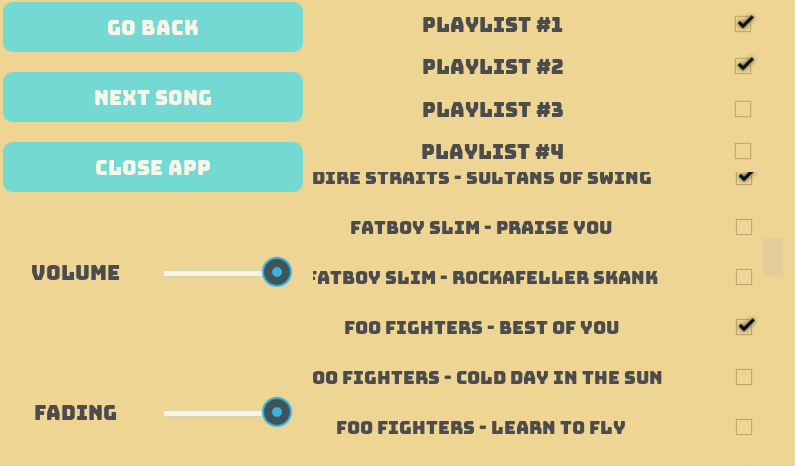 GO BACK
NEXT SONG
CLOSE APP
VOLUME
FADING
PLAYLIST #1
PLAYLIST #2
PLAYLIST #3
PLAYLIST #4
DIRE STRAITS - SULTANS OF SWING
FATBOY SLIM - PRAISE YOU
FATBOY SLIM - ROCKAFELLER SKANK
FOO FIGHTERS - BEST OF YOU
OO FIGHTERS - COLD DAY IN THE SUN
FOO FIGHTERS - LEARN TO FLY